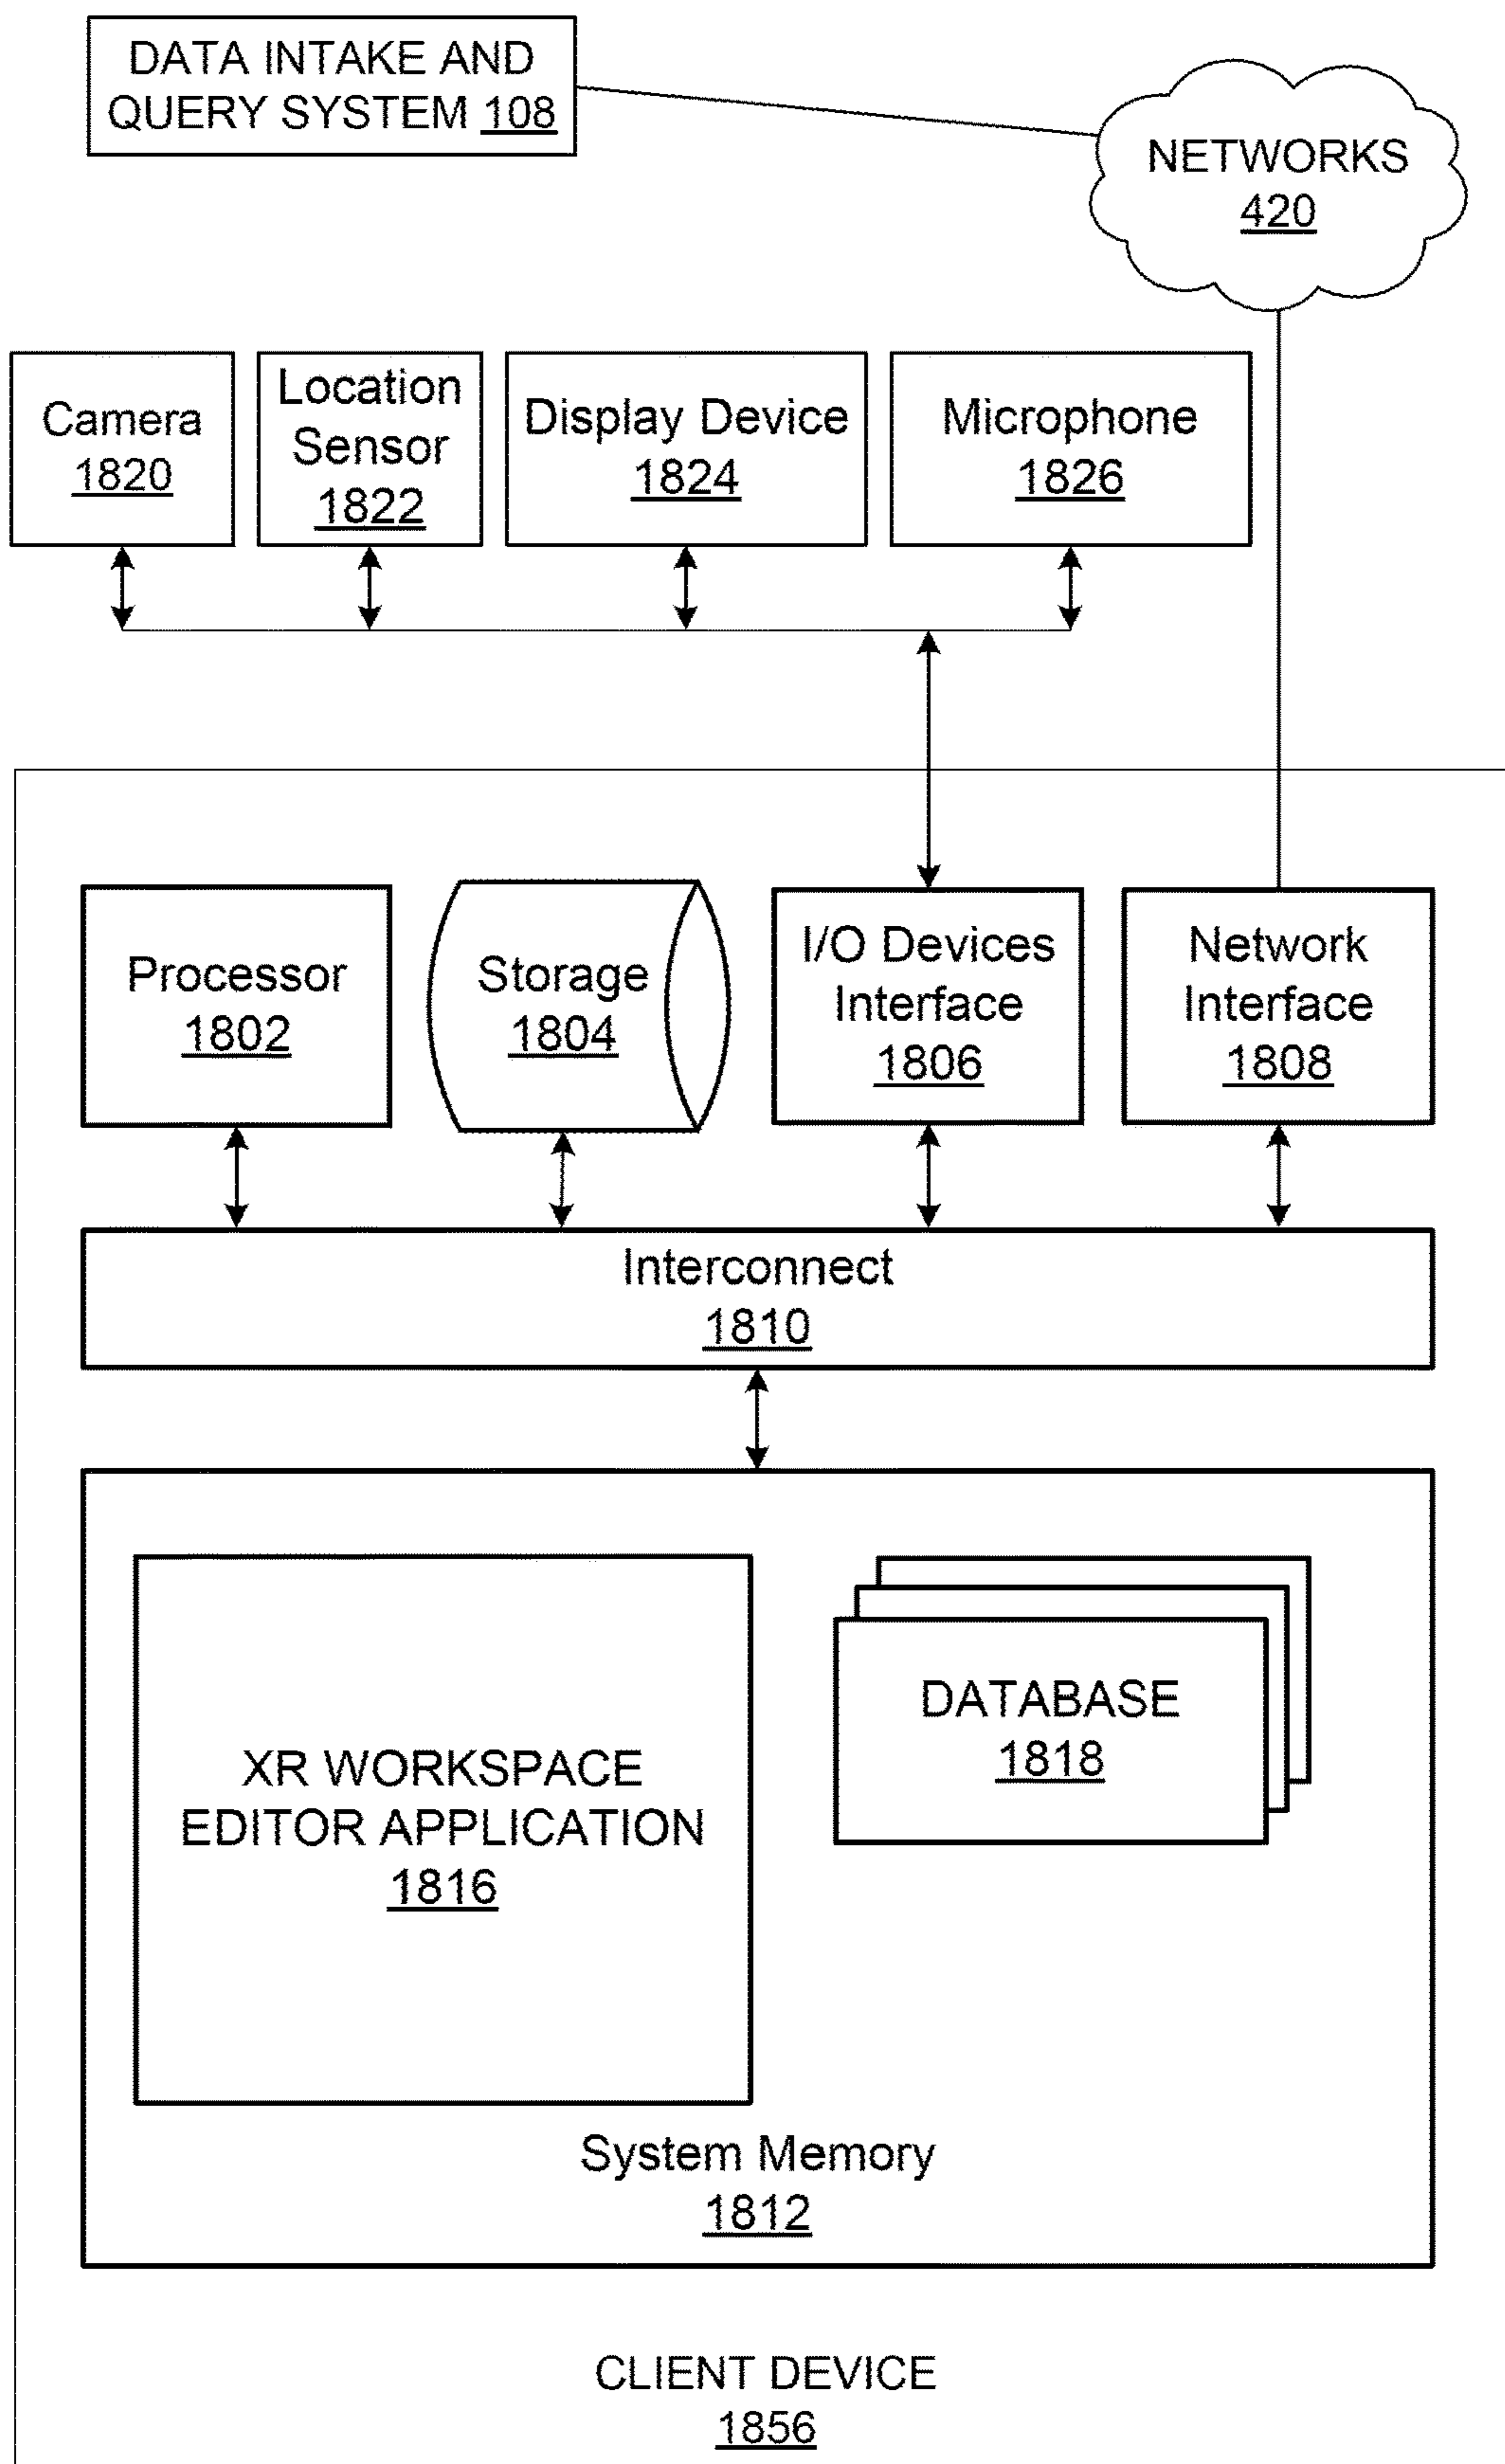 DATA INTAKE AND
QUERY SYSTEM 108
NETWORKS
420
Camera
1820
Location
Sensor
1822
Display Device
1824
Microphone
1826
Processor
1802
Storage
1804
I/O Devices
Interface
1806
Network
Interface
1808
Interconnect
1810
XR WORKSPACE
EDITOR APPLICATION
1816
DATABASE
1818
System Memory
1812
CLIENT DEVICE
1856